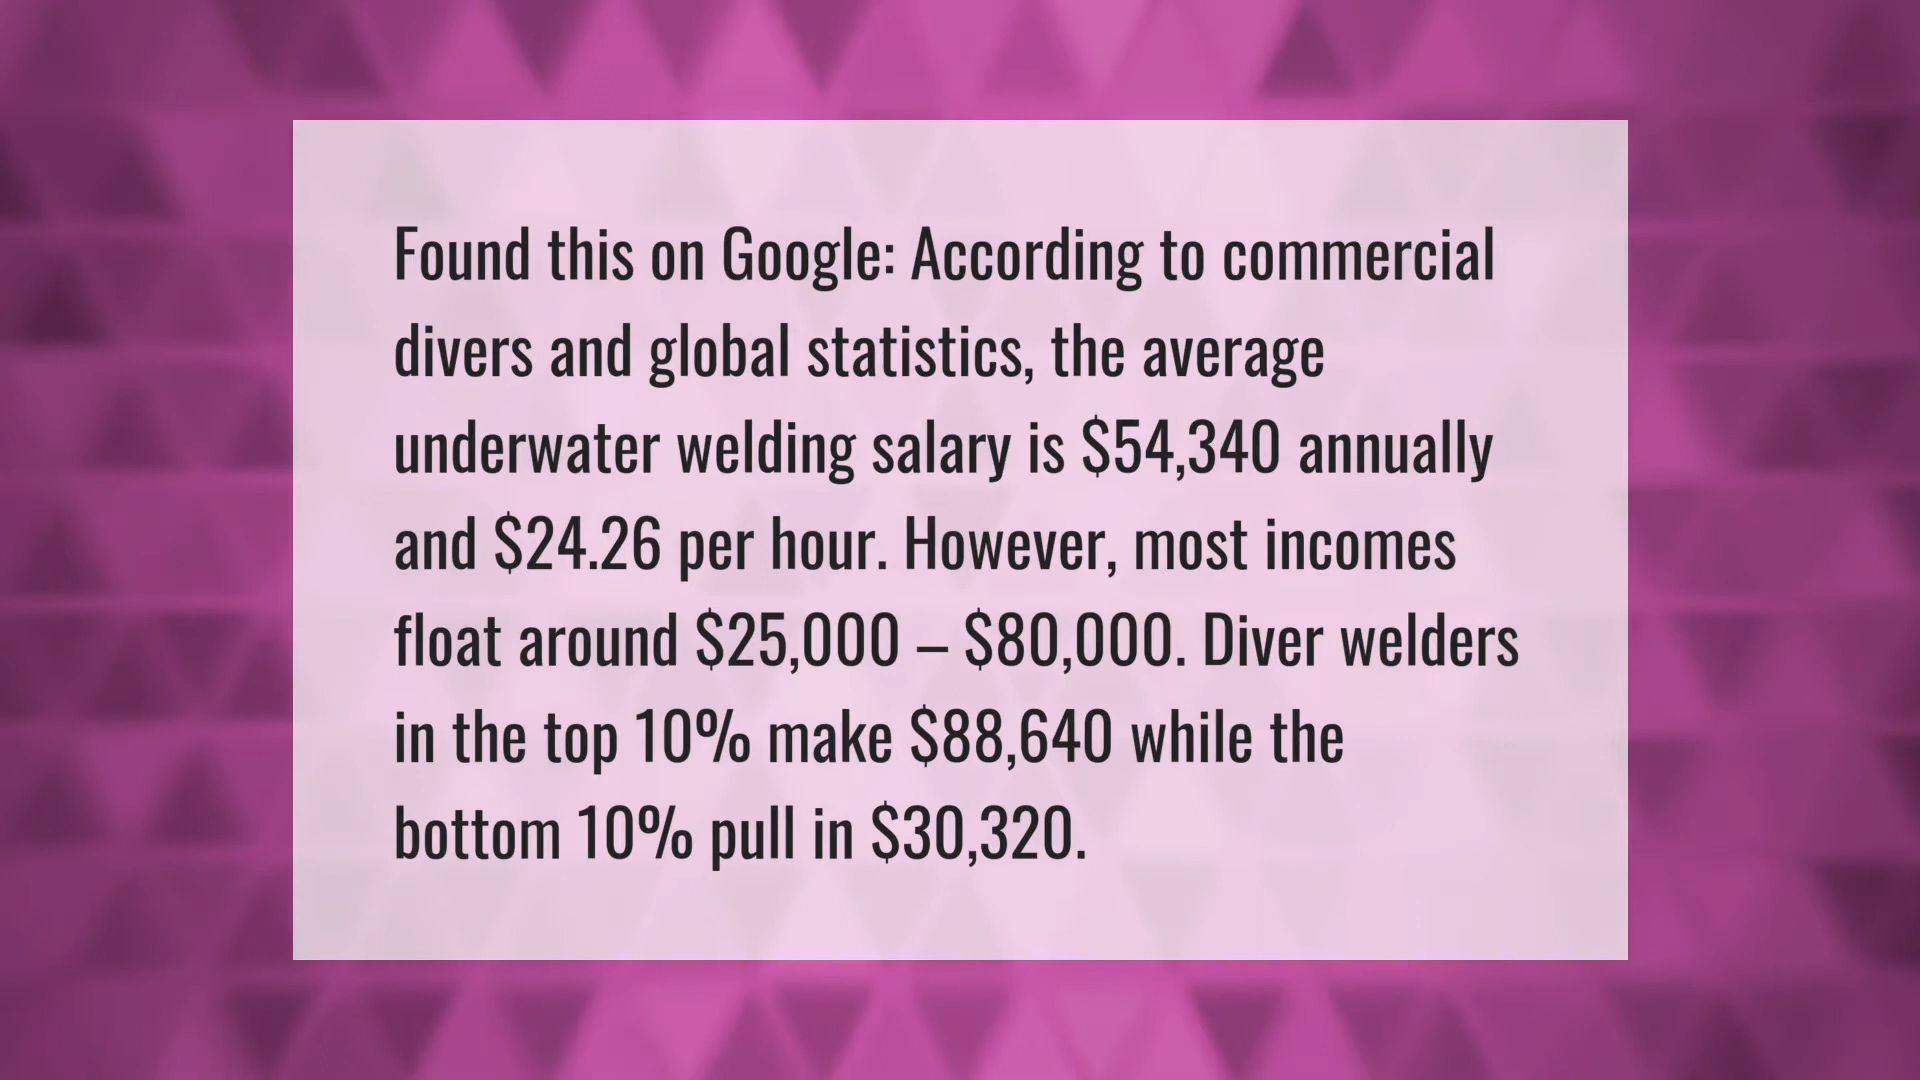 Found this on Google: According to commercial
divers and global statistics, the average
underwater welding salary is $54,340 annually
and $24.26 per hour. However, most incomes
float around $25,000 – $80,000. Diver welders
in the top 10% make $88,640 while the
bottom 10% pull in $30,320.